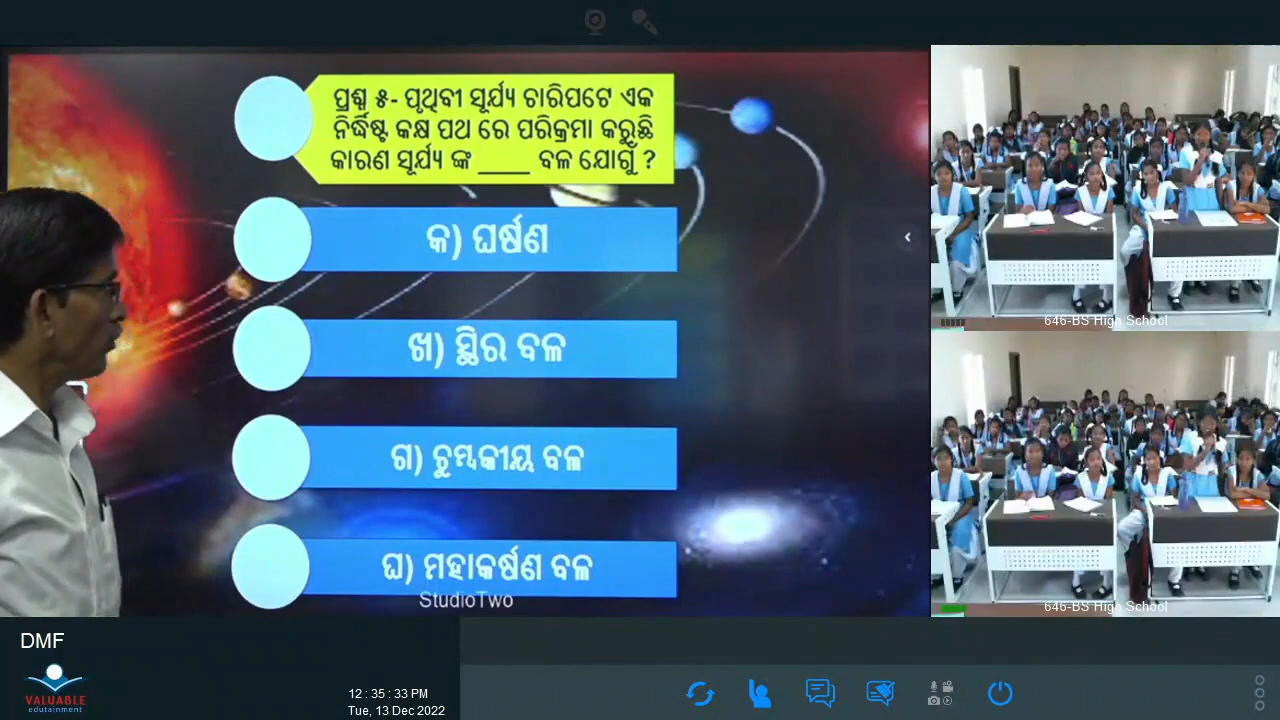 ପ୍ରଶ୍ନ ୫- ପୃଥିବୀ ସୂର୍ଯ୍ୟ ଚାରିପଟେ ଏକ
ନିର୍ଦ୍ଧିଷ୍ଟ କକ୍ଷ ପଥ ରେ ପରିକ୍ରମା କରୁଛି
କାରଣ ସୂର୍ଯ୍ୟ ଙ୍କ ____ ବଳ ଯୋଗୁଁ ?
କ) ଘର୍ଷଣ
ଖ) ସ୍ଥିର ବଳ
ଗ) ଚୁମ୍ବକୀୟ ବଳ
ଘ) ମହାକର୍ଷଣ ବଳ
StudioTwo
646-BS High School
646-BS High School
DMF
VALUABLE
edutainment
12 : 35 : 33 PM
Tue, 13 Dec 2022